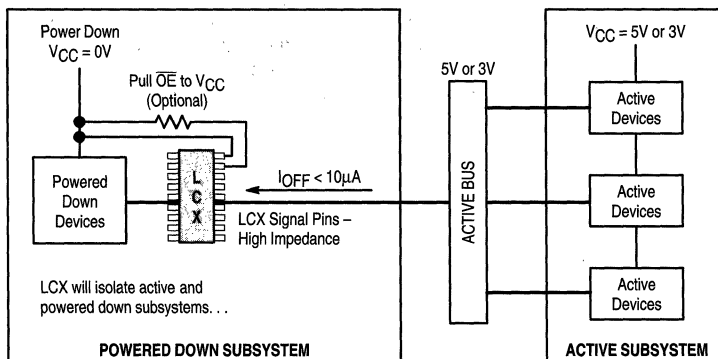 Power Down
VCC = 0V
Pull O̅E̅ to VCC
(Optional)
Powered
Down
Devices
L
C
X
IOFF < 10µA
LCX Signal Pins –
High Impedance
LCX will isolate active and
powered down subsystems. . .
POWERED DOWN SUBSYSTEM
5V or 3V
ACTIVE BUS
VCC = 5V or 3V
Active
Devices
Active
Devices
Active
Devices
ACTIVE SUBSYSTEM